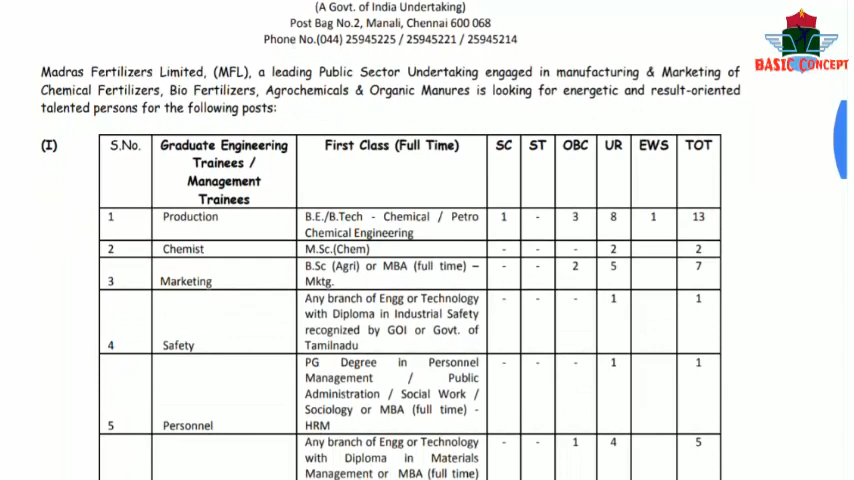 (A Govt. of India Undertaking)
Post Bag No.2, Manali, Chennai 600 068
Phone No.(044) 25945225 / 25945221 / 25945214
BASIC CONCEPT
Madras Fertilizers Limited, (MFL), a leading Public Sector Undertaking engaged in manufacturing & Marketing of
Chemical Fertilizers, Bio Fertilizers, Agrochemicals & Organic Manures is looking for energetic and result-oriented
talented persons for the following posts:
(I)
S.No. Graduate Engineering First Class (Full Time) SC ST OBC UR EWS TOT
Trainees /
Management
Trainees
1 Production B.E./B.Tech - Chemical / Petro 1 - 3 8 1 13
Chemical Engineering
2 Chemist M.Sc.(Chem) - - - 2 2
B.Sc (Agri) or MBA (full time) – - - 2 5 7
3 Marketing Mktg.
Any branch of Engg or Technology - - - 1 1
with Diploma in Industrial Safety
recognized by GOI or Govt. of
4 Safety Tamilnadu
PG Degree in Personnel - - - 1 1
Management / Public
Administration / Social Work /
Sociology or MBA (full time) -
5 Personnel HRM
Any branch of Engg or Technology - - 1 4 5
with Diploma in Materials
Management or MBA (full time)